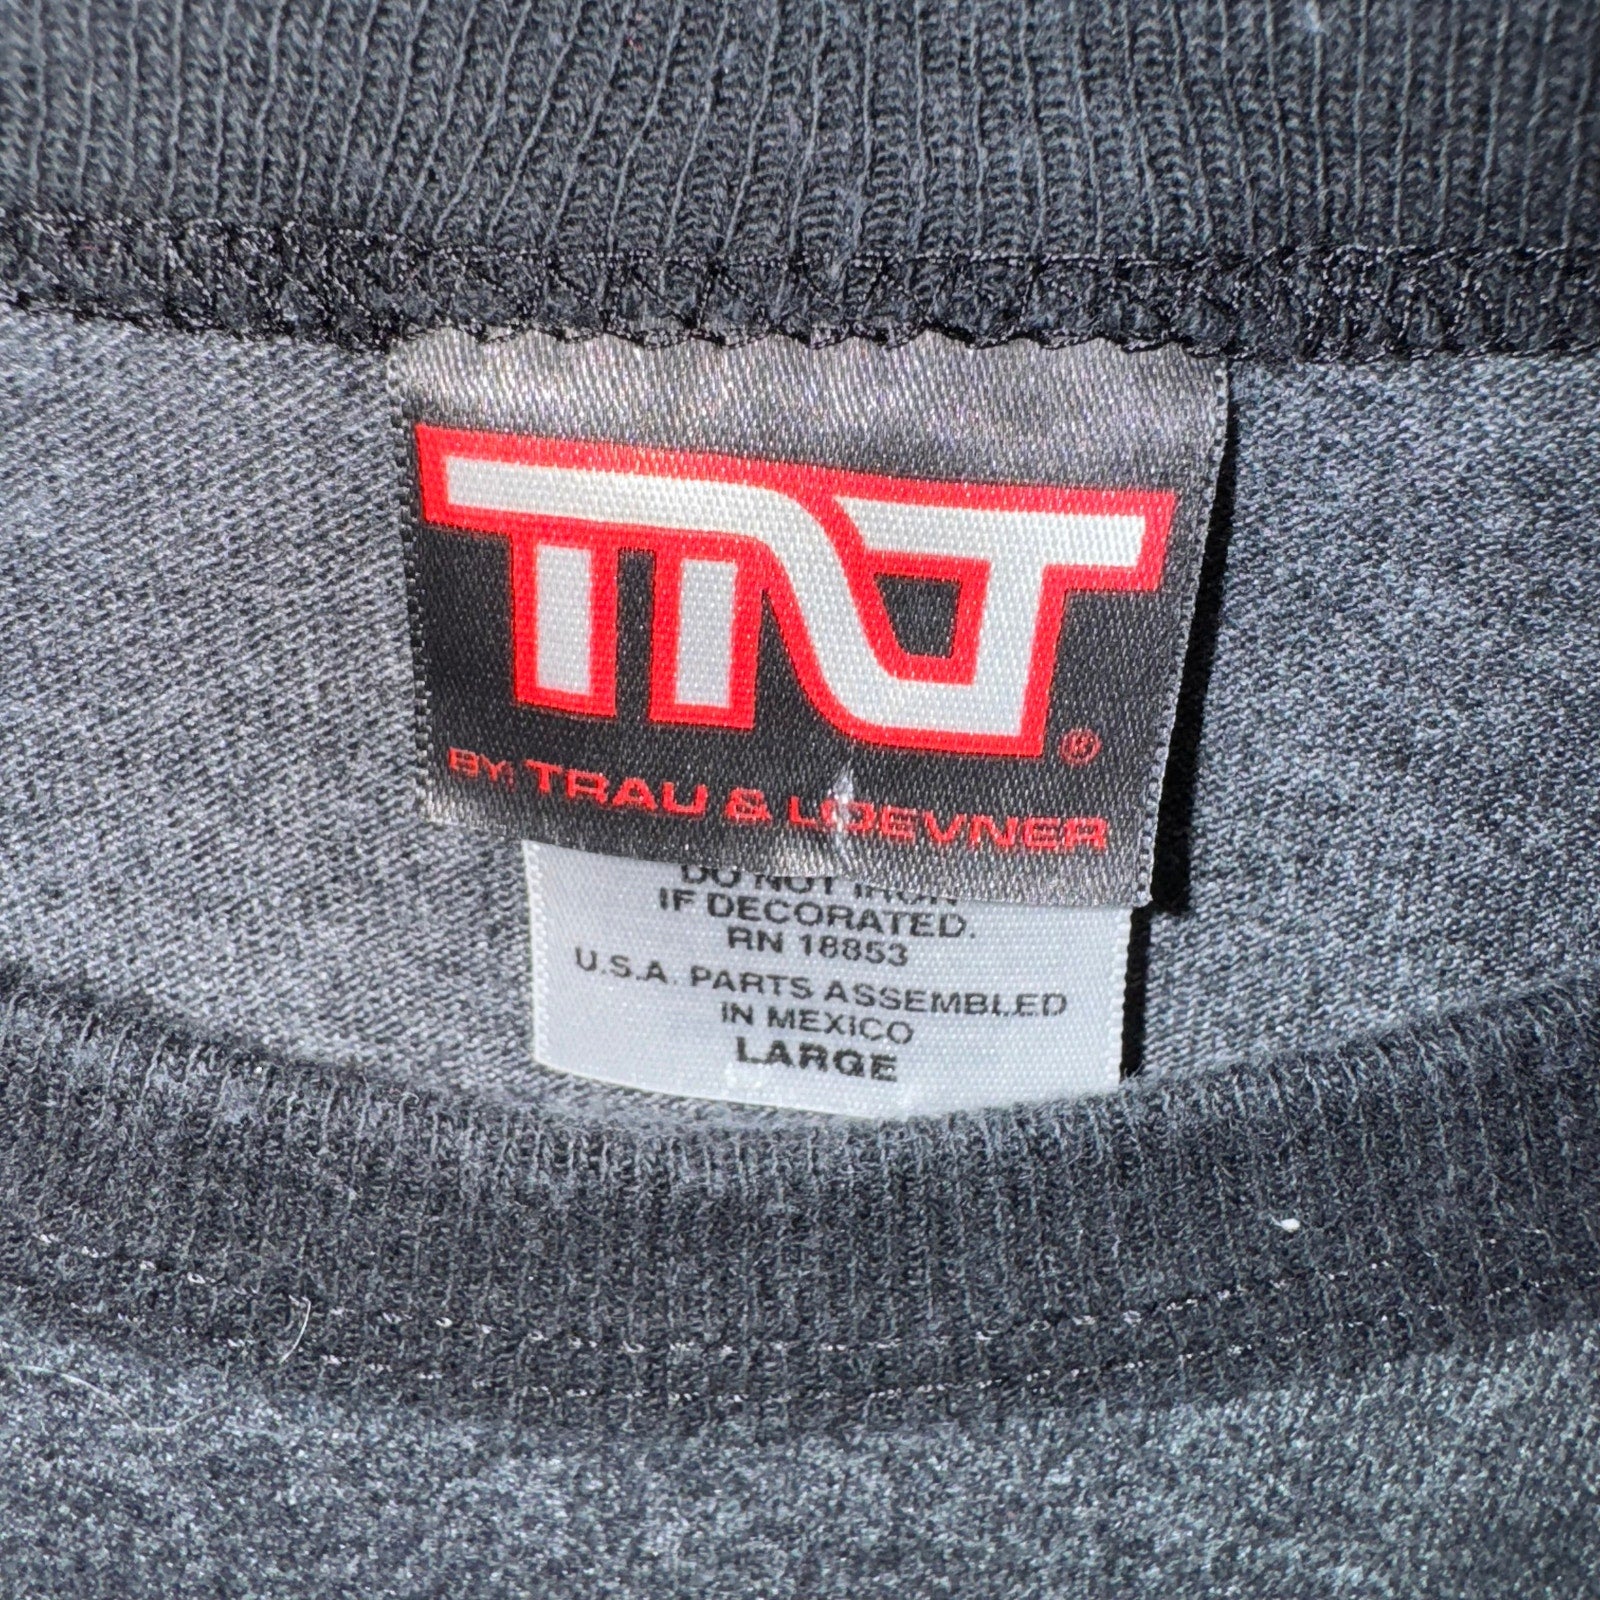 TNT ®
BY: TRAU & LOEVNER
DO NOT IRON
IF DECORATED.
RN 18853
U.S.A. PARTS ASSEMBLED
IN MEXICO
LARGE